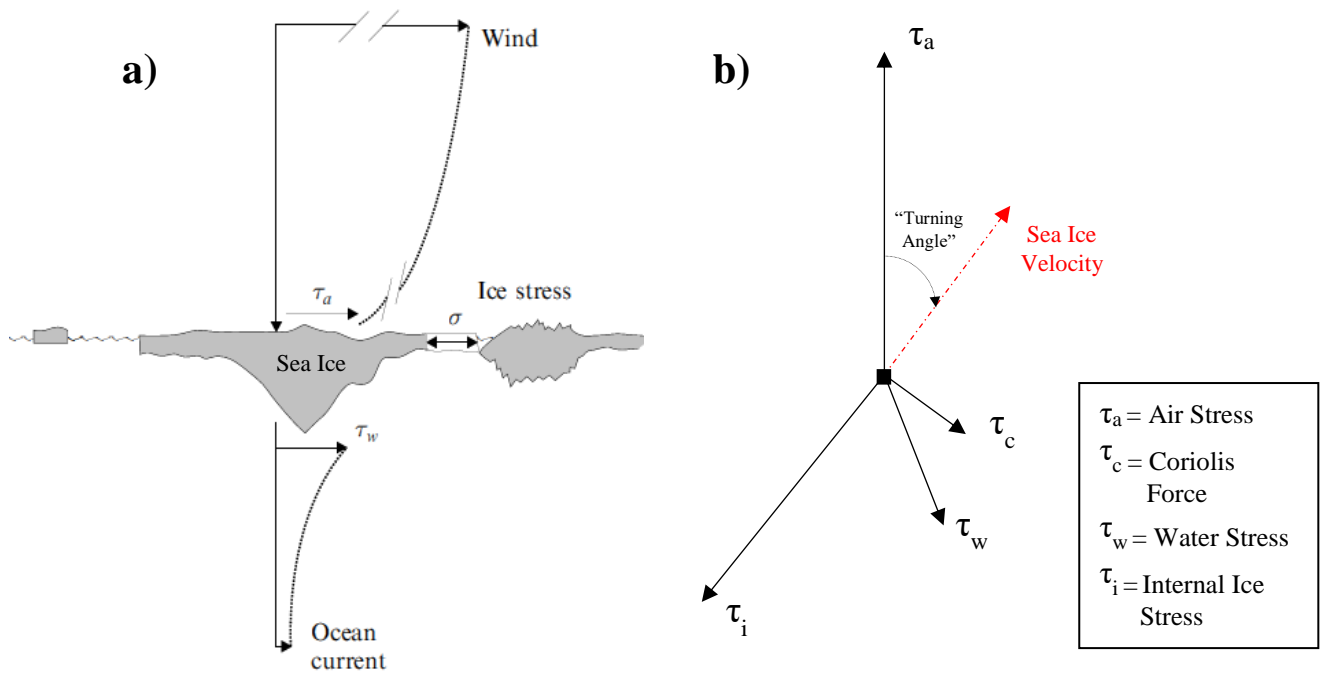 a)
Wind
τa
Ice stress
σ
Sea Ice
τw
Ocean
current
b)
τa
“Turning
Angle”
Sea Ice
Velocity
τc
τw
τi
τa = Air Stress
τc = Coriolis
Force
τw = Water Stress
τi = Internal Ice
Stress